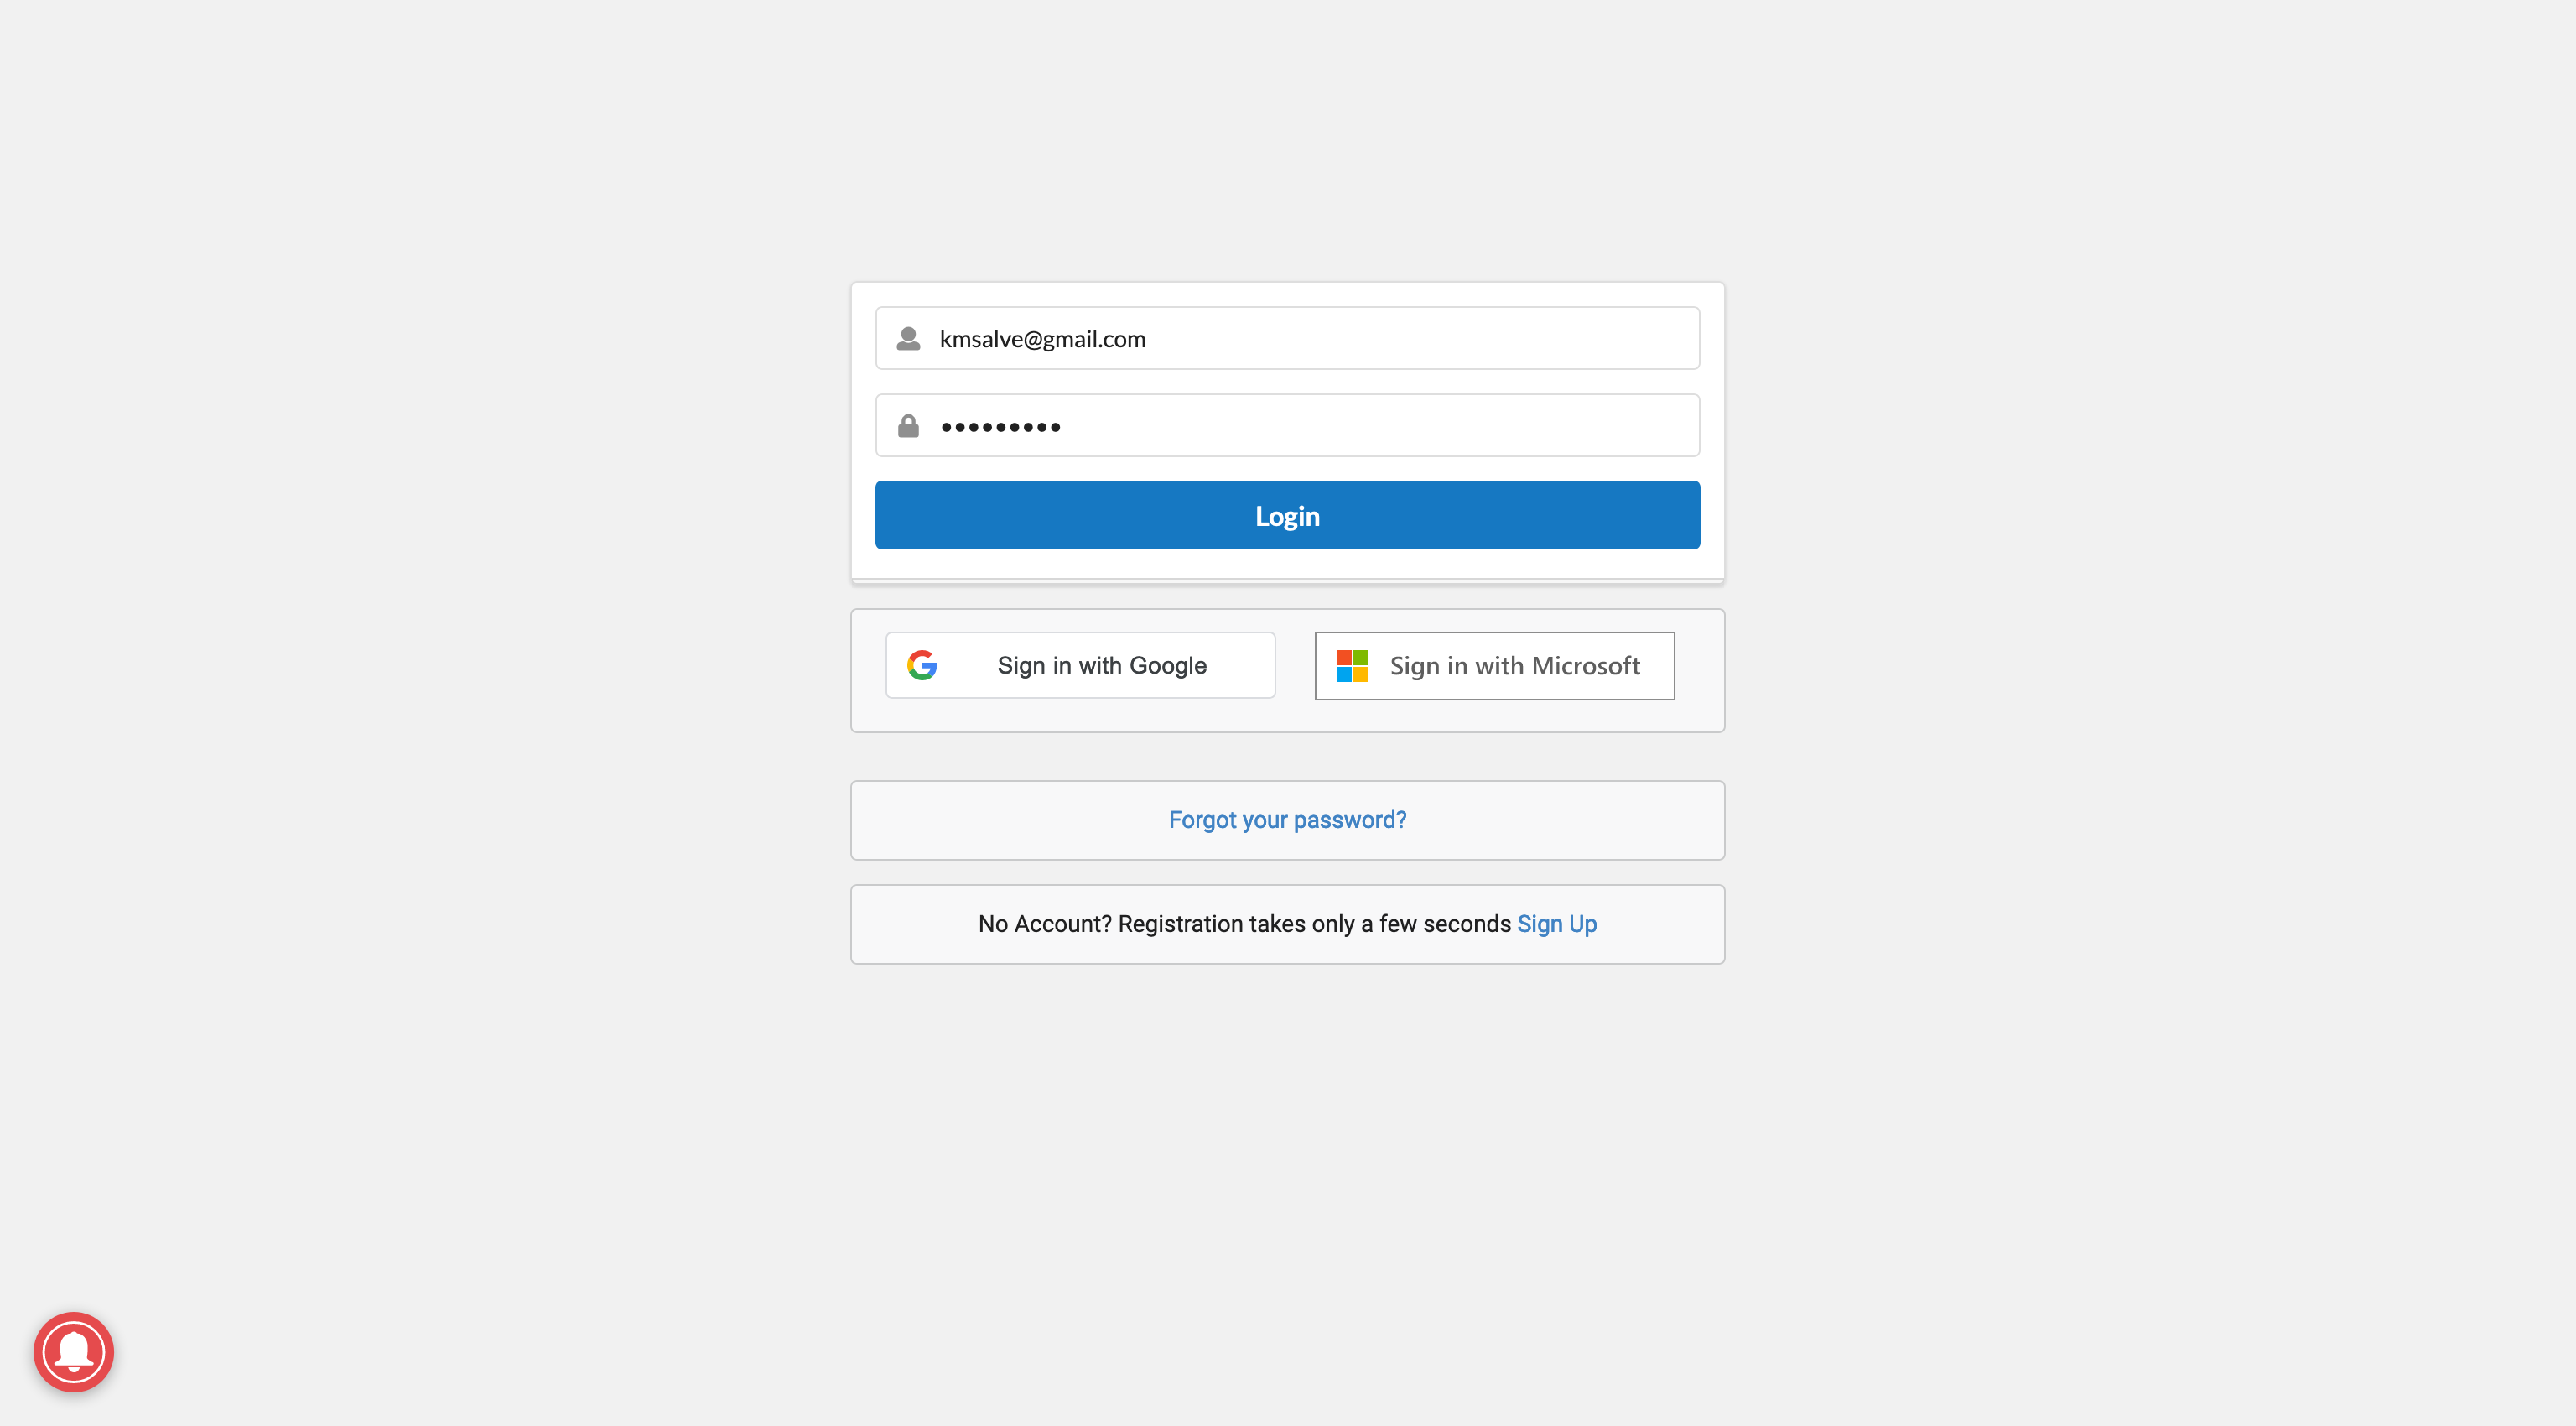 kmsalve@gmail.com
•••••••••
Login
Sign in with Google
Sign in with Microsoft
Forgot your password?
No Account? Registration takes only a few seconds Sign Up